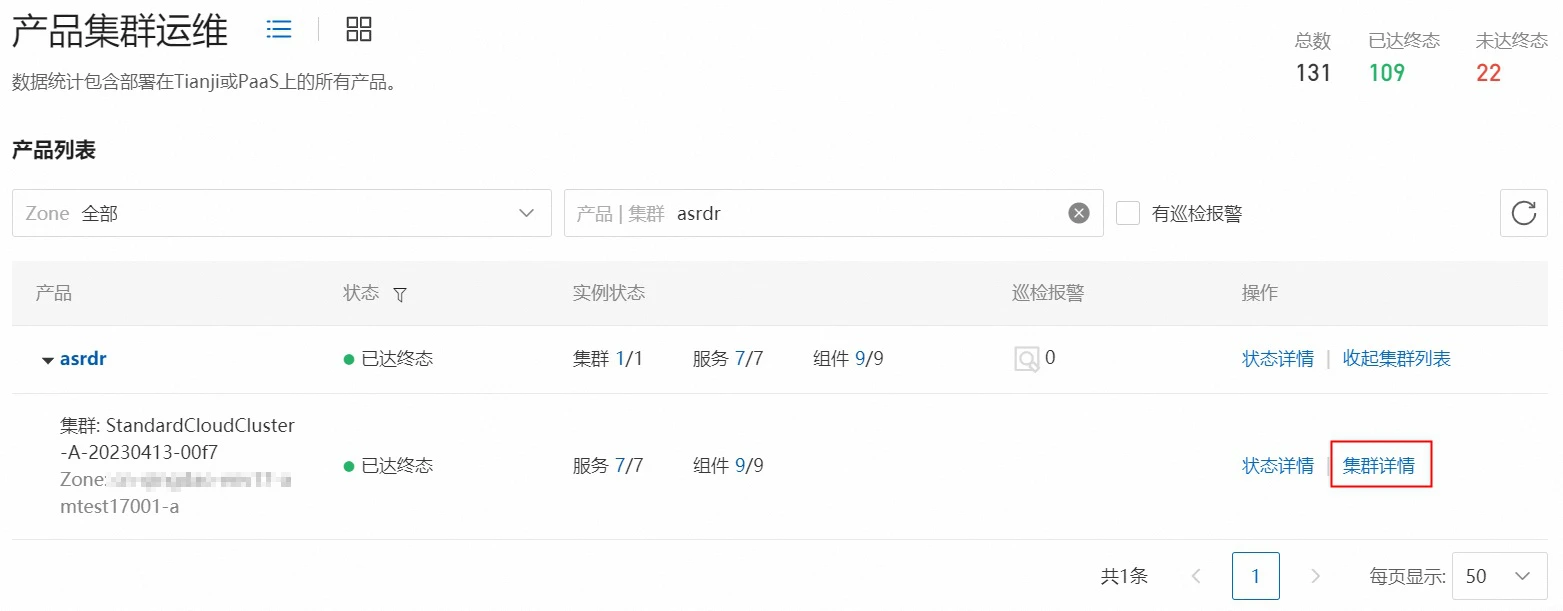 产品集群运维
总数 已达终态 未达终态
131 109 22
数据统计包含部署在Tianji或PaaS上的所有产品。
产品列表
Zone 全部 产品 | 集群 asrdr 有巡检报警
产品 状态 实例状态 巡检报警 操作
asrdr 已达终态 集群 1/1 服务 7/7 组件 9/9 0 状态详情 | 收起集群列表
集群: StandardCloudCluster
-A-20230413-00f7
已达终态 服务 7/7 组件 9/9 状态详情 | 集群详情
Zone:
mtest17001-a
共1条 1 每页显示: 50